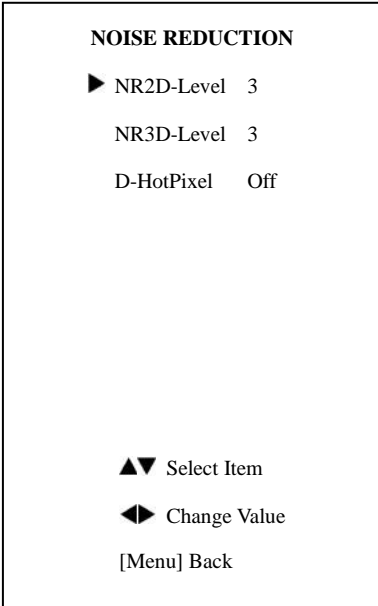 NOISE REDUCTION
▶ NR2D-Level 3
NR3D-Level 3
D-HotPixel Off
▲▼ Select Item
◀▶ Change Value
[Menu] Back